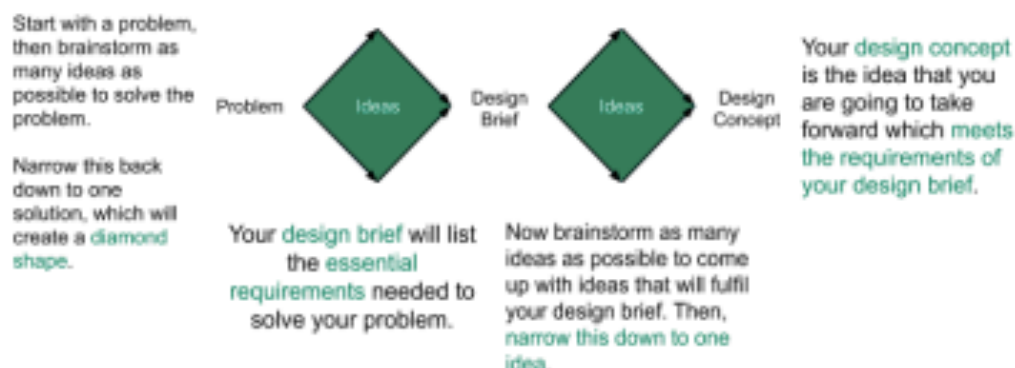 Start with a problem,
then brainstorm as
many ideas as
possible to solve the
problem.
Narrow this back
down to one
solution, which will
create a diamond
shape.
Problem
Ideas
Design
Brief
Ideas
Design
Concept
Your design brief will list
the essential
requirements needed to
solve your problem.
Now brainstorm as many
ideas as possible to come
up with ideas that will fulfil
your design brief. Then,
narrow this down to one
idea.
Your design concept
is the idea that you
are going to take
forward which meets
the requirements of
your design brief.